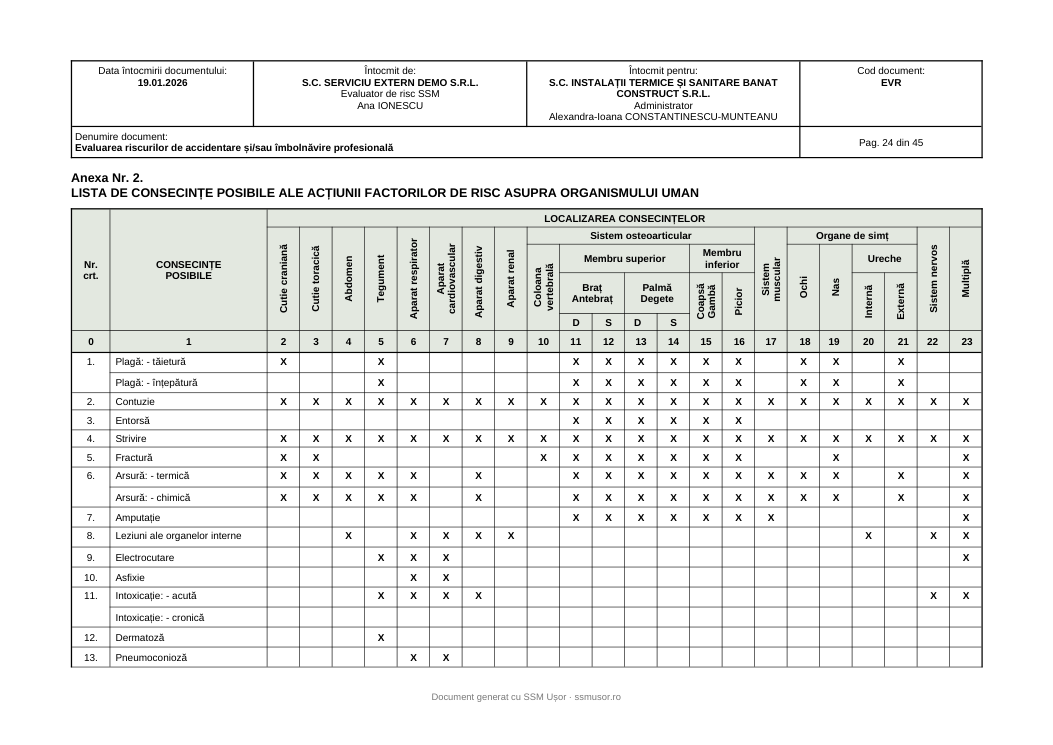 Data întocmirii documentului:
19.01.2026
Întocmit de:
S.C. SERVICIU EXTERN DEMO S.R.L.
Evaluator de risc SSM
Ana IONESCU
Întocmit pentru:
S.C. INSTALAȚII TERMICE ȘI SANITARE BANAT
CONSTRUCT S.R.L.
Administrator
Alexandra-Ioana CONSTANTINESCU-MUNTEANU
Cod document:
EVR
Denumire document:
Evaluarea riscurilor de accidentare și/sau îmbolnăvire profesională
Pag. 24 din 45
Anexa Nr. 2.
LISTA DE CONSECINȚE POSIBILE ALE ACȚIUNII FACTORILOR DE RISC ASUPRA ORGANISMULUI UMAN
Nr.
crt.
CONSECINȚE
POSIBILE
LOCALIZAREA CONSECINȚELOR
Cutie craniană
Cutie toracică
Abdomen
Tegument
Aparat respirator
Aparat
cardiovascular
Aparat digestiv
Aparat renal
Sistem osteoarticular
Coloana
vertebrală
Membru superior
Braț
Antebraț
Palmă
Degete
D S D S
Membru
inferior
Coapsă
Gambă
Picior
Sistem
muscular
Organe de simț
Ochi
Nas
Ureche
Internă
Externă
Sistem nervos
Multiplă
0 1 2 3 4 5 6 7 8 9 10 11 12 13 14 15 16 17 18 19 20 21 22 23
1. Plagă: - tăietură X X X X X X X X X X X
Plagă: - înțepătură X X X X X X X X X X
2. Contuzie X X X X X X X X X X X X X X X X X X X X X X
3. Entorsă X X X X X X
4. Strivire X X X X X X X X X X X X X X X X X X X X X X
5. Fractură X X X X X X X X X X X
6. Arsură: - termică X X X X X X X X X X X X X X X X X
Arsură: - chimică X X X X X X X X X X X X X X X X X
7. Amputație X X X X X X X X
8. Leziuni ale organelor interne X X X X X X X X
9. Electrocutare X X X X
10. Asfixie X X
11. Intoxicație: - acută X X X X X X
Intoxicație: - cronică
12. Dermatoză X
13. Pneumoconioză X X
Document generat cu SSM Ușor · ssmusor.ro